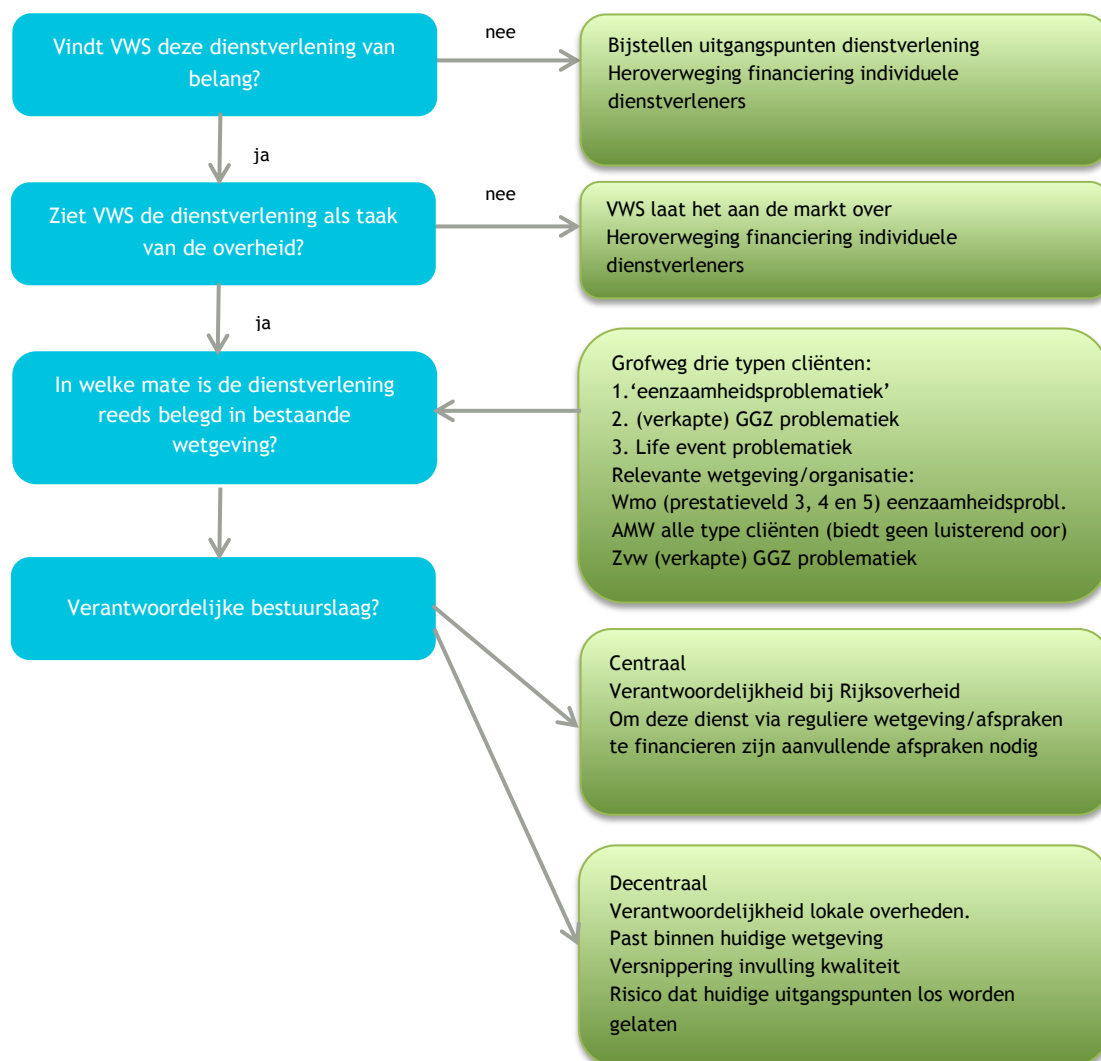 Vindt VWS deze dienstverlening van
belang?
nee
Bijstellen uitgangspunten dienstverlening
Heroverweging financiering individuele
dienstverleners
ja
Ziet VWS de dienstverlening als taak
van de overheid?
nee
VWS laat het aan de markt over
Heroverweging financiering individuele
dienstverleners
ja
In welke mate is de dienstverlening
reeds belegd in bestaande
wetgeving?
Grofweg drie typen cliënten:
1.‘eenzaamheidsproblematiek’
2. (verkapte) GGZ problematiek
3. Life event problematiek
Relevante wetgeving/organisatie:
Wmo (prestatieveld 3, 4 en 5) eenzaamheidsprobl.
AMW alle type cliënten (biedt geen luisterend oor)
Zvw (verkapte) GGZ problematiek
Verantwoordelijke bestuurslaag?
Centraal
Verantwoordelijkheid bij Rijksoverheid
Om deze dienst via reguliere wetgeving/afspraken
te financieren zijn aanvullende afspraken nodig
Decentraal
Verantwoordelijkheid lokale overheden.
Past binnen huidige wetgeving
Versnippering invulling kwaliteit
Risico dat huidige uitgangspunten los worden
gelaten